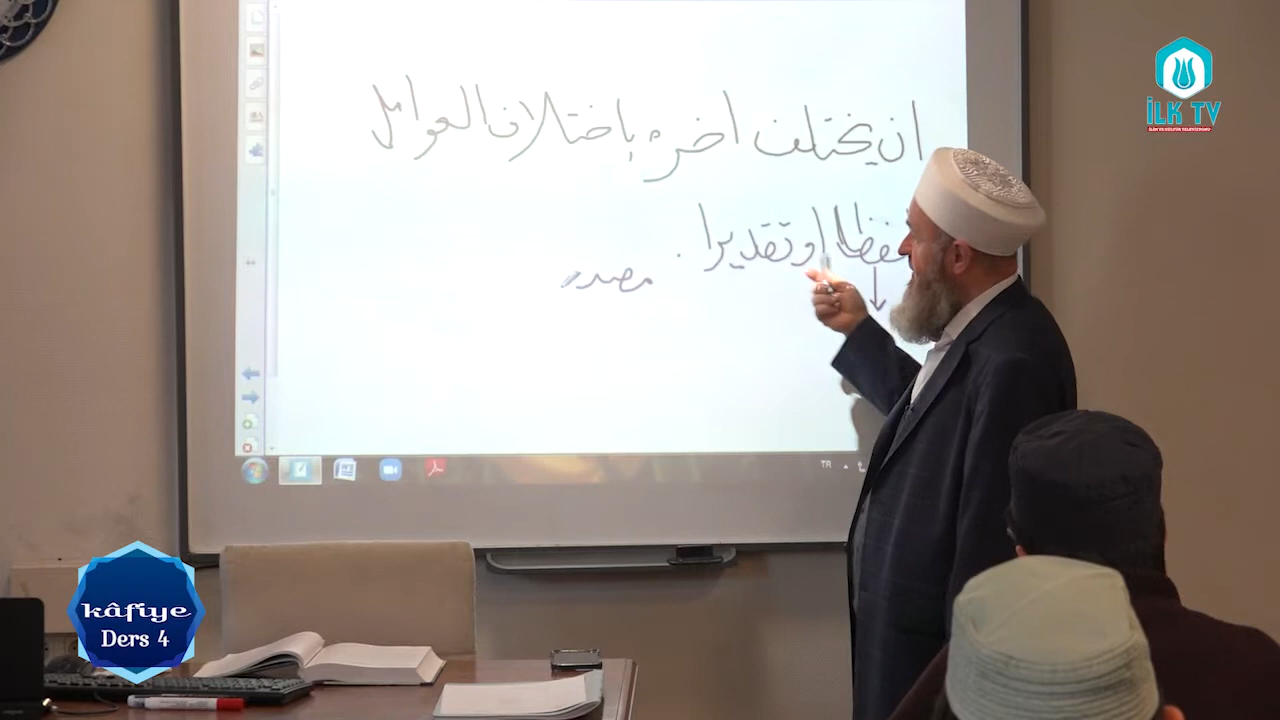 ان يختلف اخره باختلاف العوامل
لفظا او تقديرا .
مصدر
TR
İLK TV
kâfiye
Ders 4